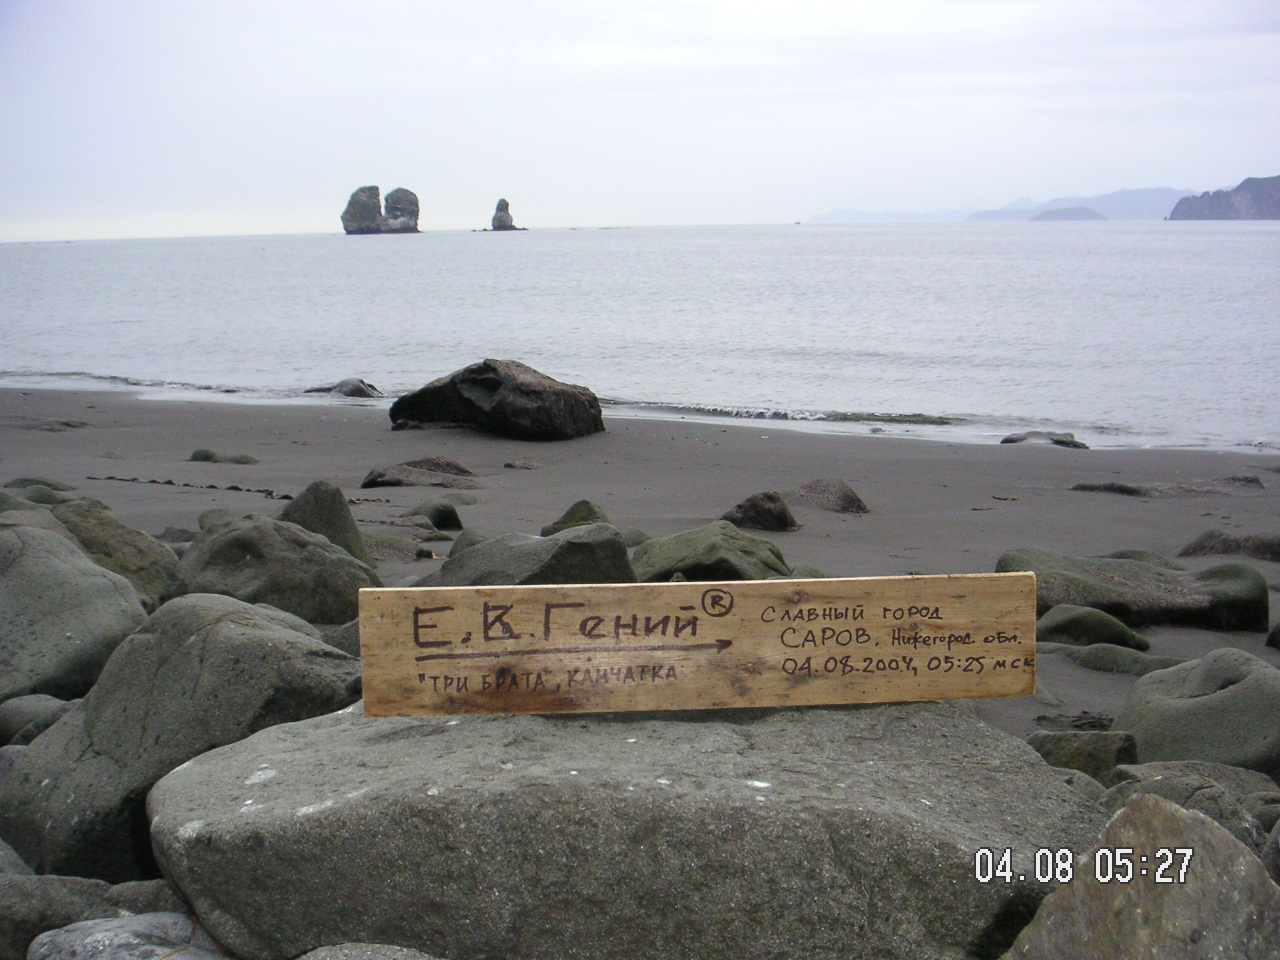 Е.В.Гений®
"ТРИ БРАТА", КАМЧАТКА
СЛАВНЫЙ ГОРОД
САРОВ, Нижегород. обл.
04.08.2004, 05:25 мск
04.08 05:27